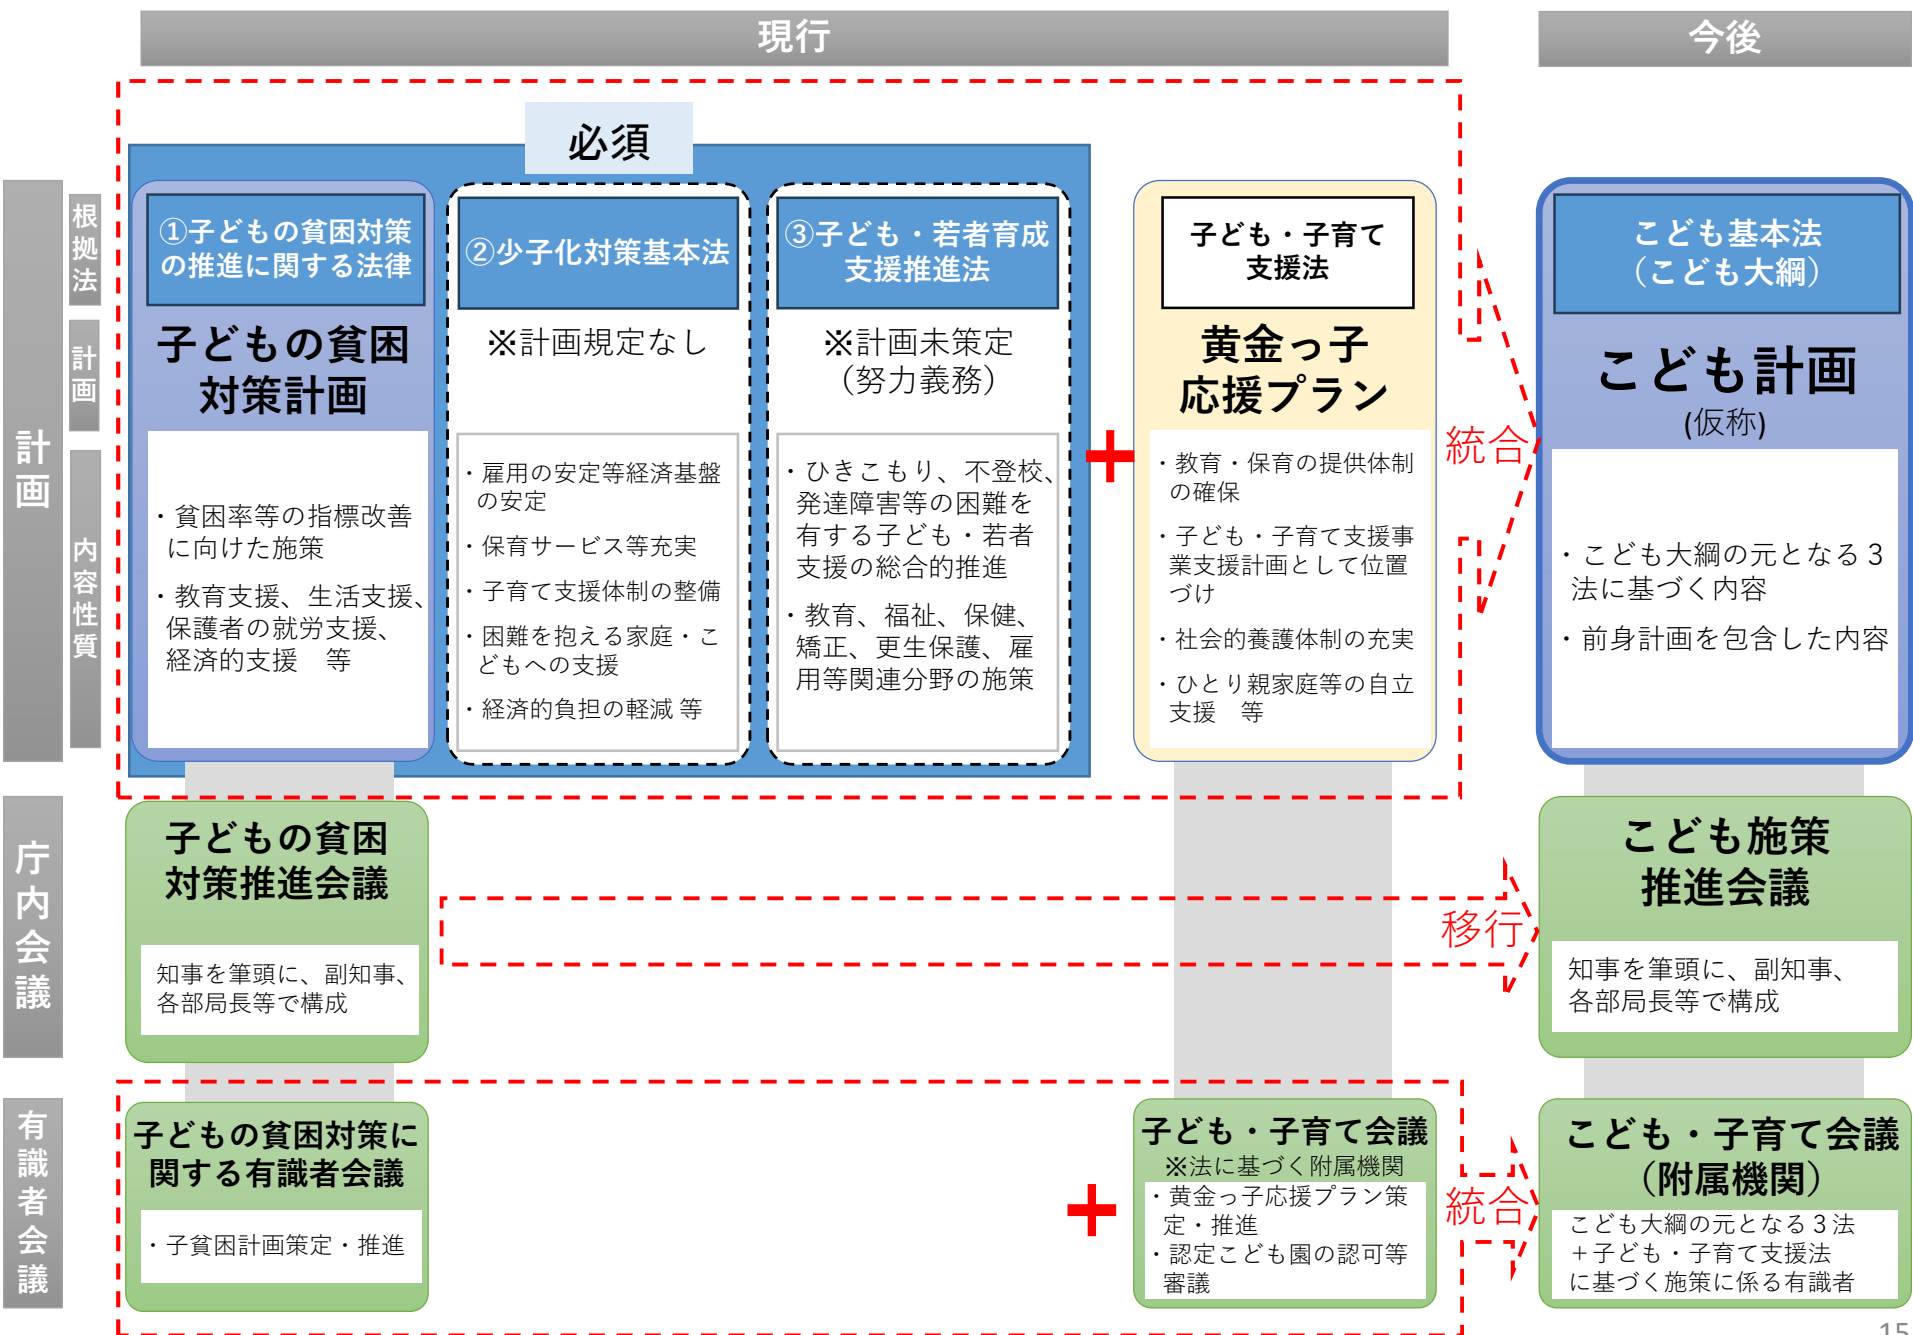 現行
今後
必須
計画
根拠法
計画
内容性質
①子どもの貧困対策
の推進に関する法律
子どもの貧困
対策計画
・貧困率等の指標改善
に向けた施策
・教育支援、生活支援、
保護者の就労支援、
経済的支援　等
②少子化対策基本法
※計画規定なし
・雇用の安定等経済基盤
の安定
・保育サービス等充実
・子育て支援体制の整備
・困難を抱える家庭・こ
どもへの支援
・経済的負担の軽減 等
③子ども・若者育成
支援推進法
※計画未策定
（努力義務）
・ひきこもり、不登校、
発達障害等の困難を
有する子ども・若者
支援の総合的推進
・教育、福祉、保健、
矯正、更生保護、雇
用等関連分野の施策
+
子ども・子育て
支援法
黄金っ子
応援プラン
・教育・保育の提供体制
の確保
・子ども・子育て支援事
業支援計画として位置
づけ
・社会的養護体制の充実
・ひとり親家庭等の自立
支援　等
統合
こども基本法
（こども大綱）
こども計画
(仮称)
・こども大綱の元となる３
法に基づく内容
・前身計画を包含した内容
庁内会議
子どもの貧困
対策推進会議
知事を筆頭に、副知事、
各部局長等で構成
移行
こども施策
推進会議
知事を筆頭に、副知事、
各部局長等で構成
有識者会議
子どもの貧困対策に
関する有識者会議
・子貧困計画策定・推進
+
子ども・子育て会議
※法に基づく附属機関
・黄金っ子応援プラン策
定・推進
・認定こども園の認可等
審議
統合
こども・子育て会議
（附属機関）
こども大綱の元となる３法
＋子ども・子育て支援法
に基づく施策に係る有識者
15